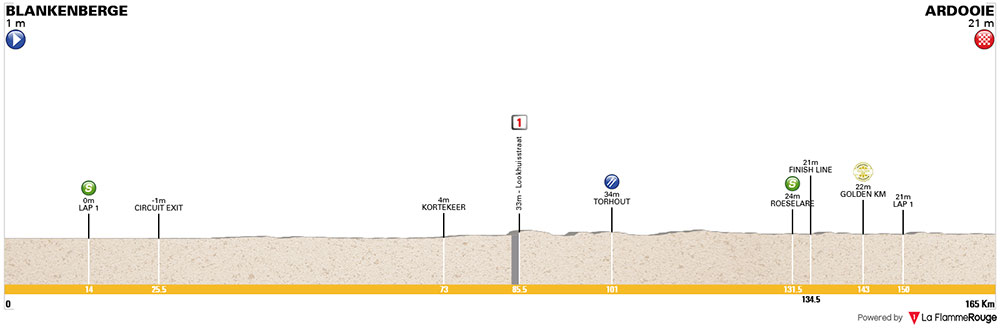 BLANKENBERGE
1 m
ARDOOIE
21 m
S
0m
LAP 1
-1m
CIRCUIT EXIT
4m
KORTEKEER
1
33m - Lookhuisstraat
34m
TORHOUT
S
24m
ROESELARE
21m
FINISH LINE
22m
GOLDEN KM
21m
LAP 1
14
25.5
73
85.5
101
131.5
143
150
0
134.5
165 Km
Powered by La FlammeRouge